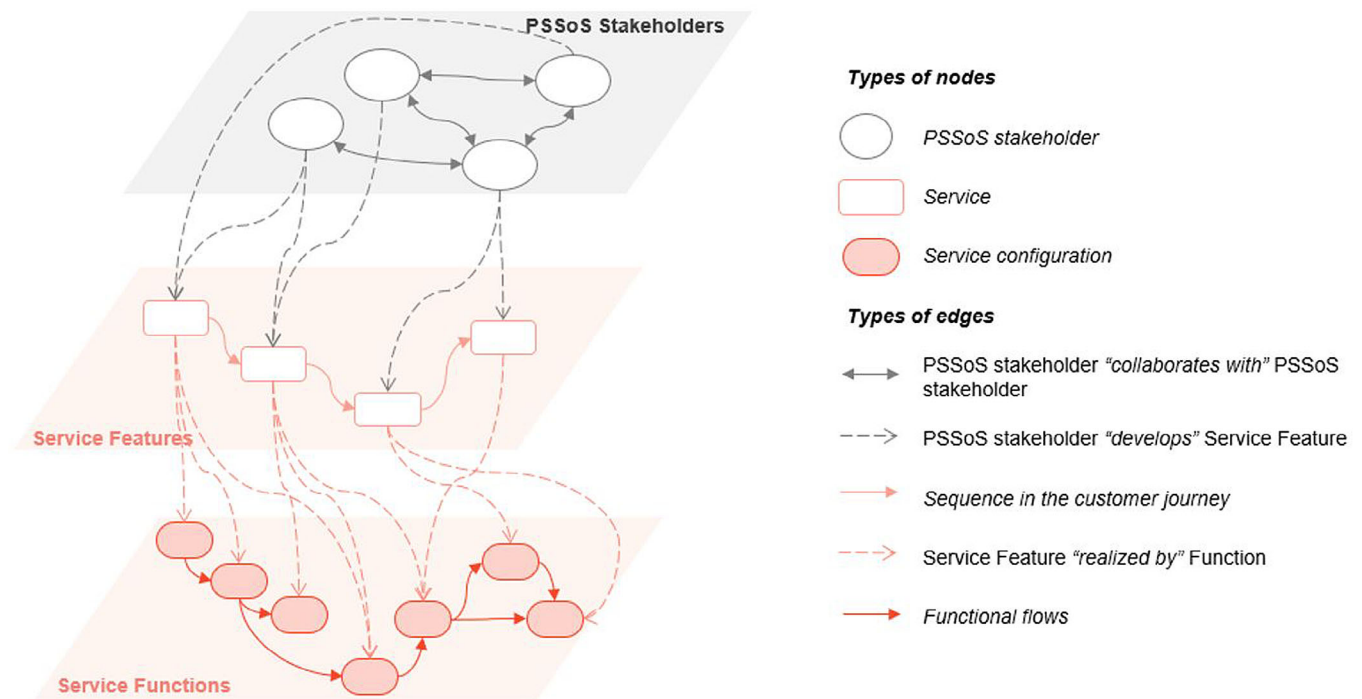 PSSoS Stakeholders
Service Features
Service Functions
Types of nodes
PSSoS stakeholder
Service
Service configuration
Types of edges
PSSoS stakeholder “collaborates with” PSSoS
stakeholder
PSSoS stakeholder “develops” Service Feature
Sequence in the customer journey
Service Feature “realized by” Function
Functional flows